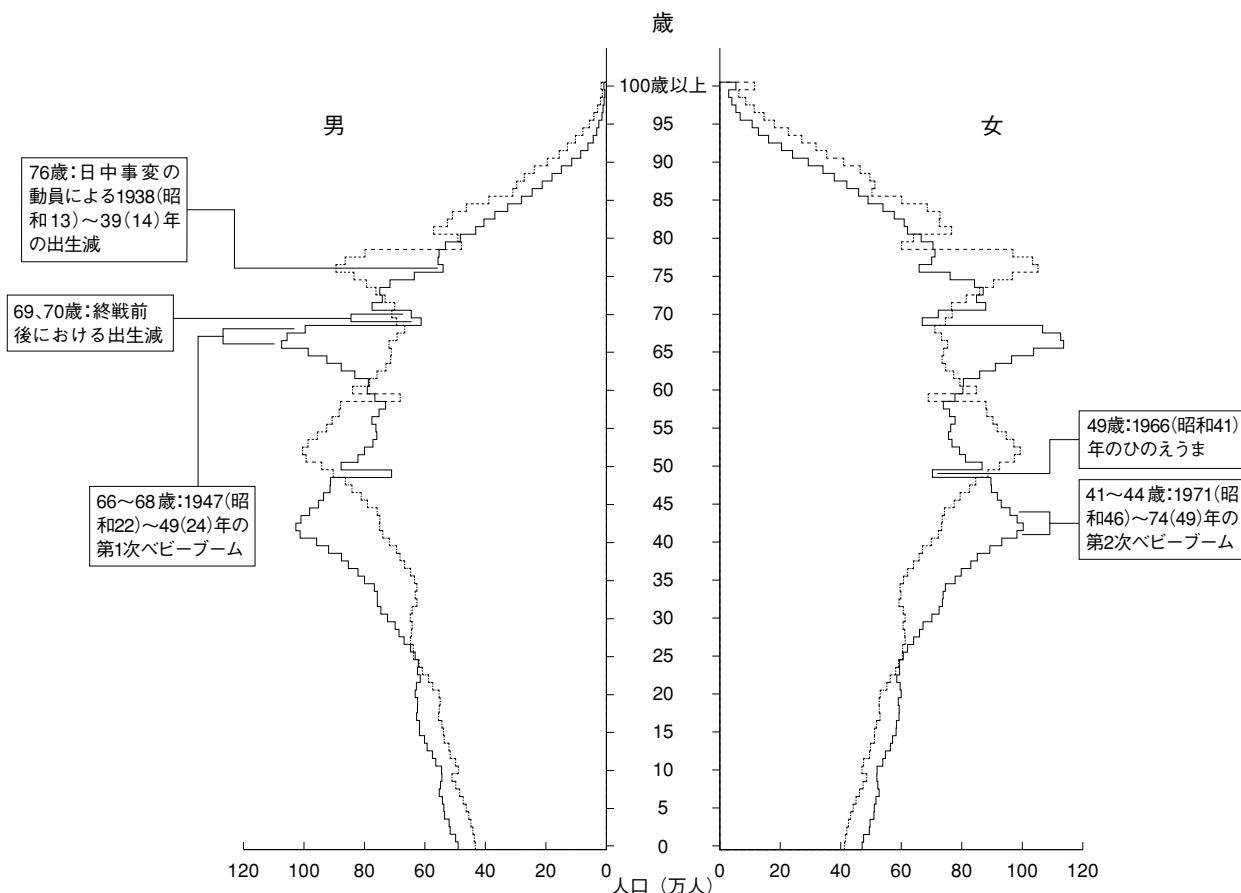 歳
男
女
100歳以上
95
90
85
80
75
70
65
60
55
50
45
40
35
30
25
20
15
10
5
0
76歳:日中事変の
動員による1938(昭
和13)～39(14)年
の出生減
69、70歳:終戦前
後における出生減
66～68歳:1947(昭
和22)～49(24)年の
第1次ベビーブーム
49歳:1966(昭和41)
年のひのえうま
41～44歳:1971(昭
和46)～74(49)年の
第2次ベビーブーム
120 100 80 60 40 20 0
0 20 40 60 80 100 120
人口（万人）